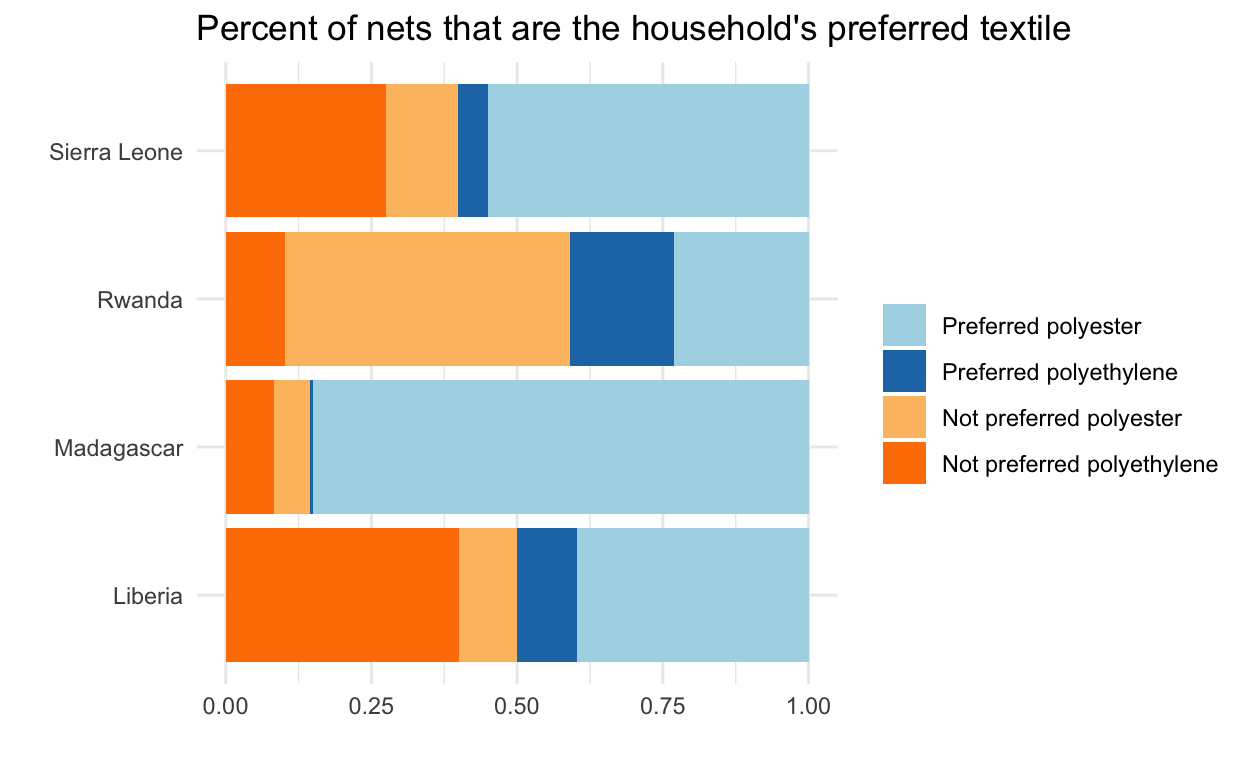 Percent of nets that are the household's preferred textile
Sierra Leone
Rwanda
Madagascar
Liberia
0.00
0.25
0.50
0.75
1.00
Preferred polyester
Preferred polyethylene
Not preferred polyester
Not preferred polyethylene